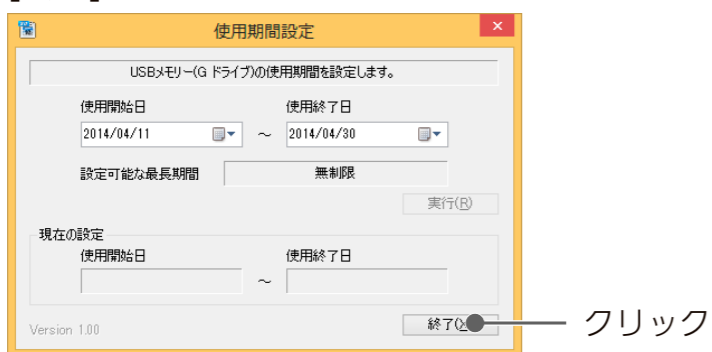 使用期間設定
USBメモリー(G ドライブ)の使用期間を設定します。
使用開始日 使用終了日
2014/04/11 ～ 2014/04/30
設定可能な最長期間 無制限
実行(R)
現在の設定
使用開始日 使用終了日
～
Version 1.00
終了(X クリック